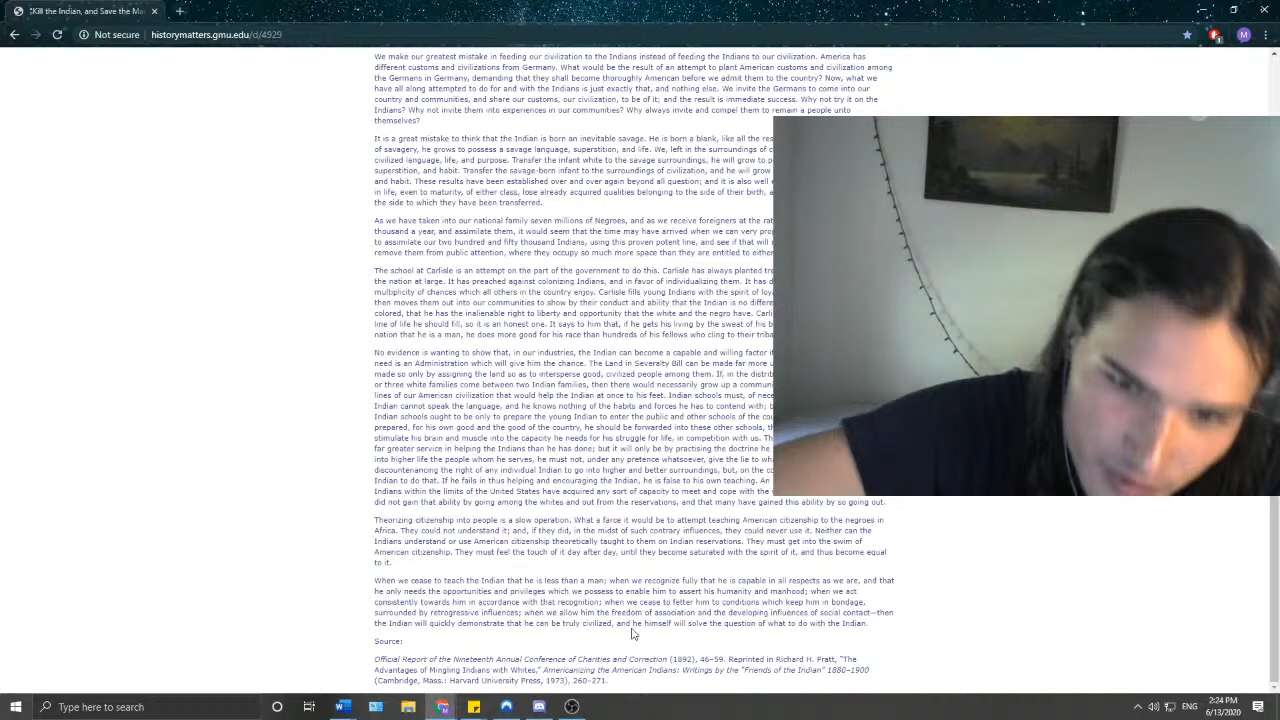 "Kill the Indian, and Save the Ma
Not secure
historymatters.gmu.edu/d/4929
M
We make our greatest mistake in feeding our civilization to the Indians instead of feeding the Indians to our civilization. America has
different customs and civilizations from Germany. What would be the result of an attempt to plant American customs and civilization among
the Germans in Germany, demanding that they shall become thoroughly American before we admit them to the country? Now, what we
have all along attempted to do for and with the Indians is just exactly that, and nothing else. We invite the Germans to come into our
country and communities, and share our customs, our civilization, to be of it; and the result is immediate success. Why not try it on the
Indians? Why not invite them into experiences in our communities? Why always invite and compel them to remain a people unto
themselves?
It is a great mistake to think that the Indian is born an inevitable savage. He is born a blank, like all the res
of savagery, he grows to possess a savage language, superstition, and life. We, left in the surroundings of c
civilized language, life, and purpose. Transfer the infant white to the savage surroundings, he will grow to p
superstition, and habit. Transfer the savage-born infant to the surroundings of civilization, and he will grow
and habit. These results have been established over and over again beyond all question; and it is also well e
in life, even to maturity, of either class, lose already acquired qualities belonging to the side of their birth, a
the side to which they have been transferred.
As we have taken into our national family seven millions of Negroes, and as we receive foreigners at the rat
thousand a year, and assimilate them, it would seem that the time may have arrived when we can very prop
to assimilate our two hundred and fifty thousand Indians, using this proven potent line, and see if that will
remove them from public attention, where they occupy so much more space than they are entitled to either
The school at Carlisle is an attempt on the part of the government to do this. Carlisle has always planted tre
the nation at large. It has preached against colonizing Indians, and in favor of individualizing them. It has d
multiplicity of chances which all others in the country enjoy. Carlisle fills young Indians with the spirit of loy
then moves them out into our communities to show by their conduct and ability that the Indian is no differe
colored, that he has the inalienable right to liberty and opportunity that the white and the negro have. Carli
line of life he should fill, so it is an honest one. It says to him that, if he gets his living by the sweat of his b
nation that he is a man, he does more good for his race than hundreds of his fellows who cling to their triba
No evidence is wanting to show that, in our industries, the Indian can become a capable and willing factor i
need is an Administration which will give him the chance. The Land in Severalty Bill can be made far more u
made so only by assigning the land so as to intersperse good, civilized people among them. If, in the distrib
or three white families come between two Indian families, then there would necessarily grow up a communi
lines of our American civilization that would help the Indian at once to his feet. Indian schools must, of nece
Indian cannot speak the language, and he knows nothing of the habits and forces he has to contend with; b
Indian schools ought to be only to prepare the young Indian to enter the public and other schools of the cou
prepared, for his own good and the good of the country, he should be forwarded into these other schools, th
stimulate his brain and muscle into the capacity he needs for his struggle for life, in competition with us. Th
far greater service in helping the Indians than he has done; but it will only be by practising the doctrine he
into higher life the people whom he serves, he must not, under any pretence whatsoever, give the lie to wha
discountenancing the right of any individual Indian to go into higher and better surroundings, but, on the co
Indian to do that. If he fails in thus helping and encouraging the Indian, he is false to his own teaching. An
Indians within the limits of the United States have acquired any sort of capacity to meet and cope with the
did not gain that ability by going among the whites and out from the reservations, and that many have gained this ability by so going out.
Theorizing citizenship into people is a slow operation. What a farce it would be to attempt teaching American citizenship to the negroes in
Africa. They could not understand it; and, if they did, in the midst of such contrary influences, they could never use it. Neither can the
Indians understand or use American citizenship theoretically taught to them on Indian reservations. They must get into the swim of
American citizenship. They must feel the touch of it day after day, until they become saturated with the spirit of it, and thus become equal
to it.
When we cease to teach the Indian that he is less than a man; when we recognize fully that he is capable in all respects as we are, and that
he only needs the opportunities and privileges which we possess to enable him to assert his humanity and manhood; when we act
consistently towards him in accordance with that recognition; when we cease to fetter him to conditions which keep him in bondage,
surrounded by retrogressive influences; when we allow him the freedom of association and the developing influences of social contact—then
the Indian will quickly demonstrate that he can be truly civilized, and he himself will solve the question of what to do with the Indian.
Source:
Official Report of the Nineteenth Annual Conference of Charities and Correction (1892), 46–59. Reprinted in Richard H. Pratt, "The
Advantages of Mingling Indians with Whites," Americanizing the American Indians: Writings by the "Friends of the Indian" 1880–1900
(Cambridge, Mass.: Harvard University Press, 1973), 260–271.
Type here to search
ENG
2:24 PM
6/13/2020